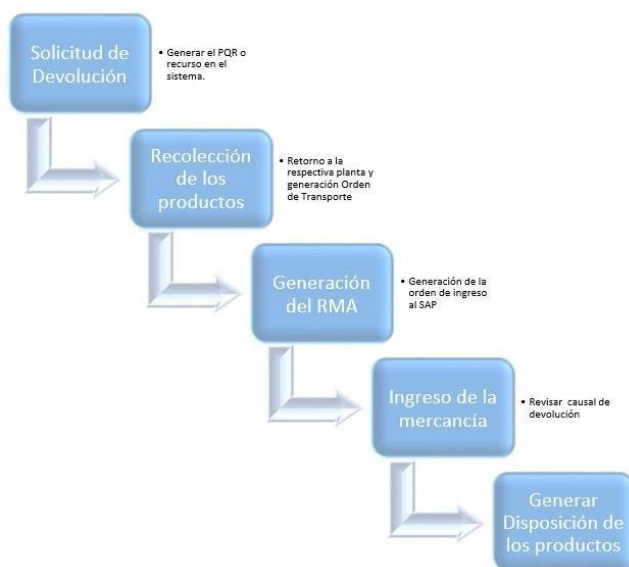 Solicitud de
Devolución
• Generar el PQR o
recurso en el
sistema.
Recolección
de los
productos
• Retorno a la
respectiva planta y
generación Orden
de Transporte
Generación
del RMA
• Generación de la
orden de ingreso
al SAP
Ingreso de la
mercancía
• Revisar causal de
devolución
Generar
Disposición de
los productos